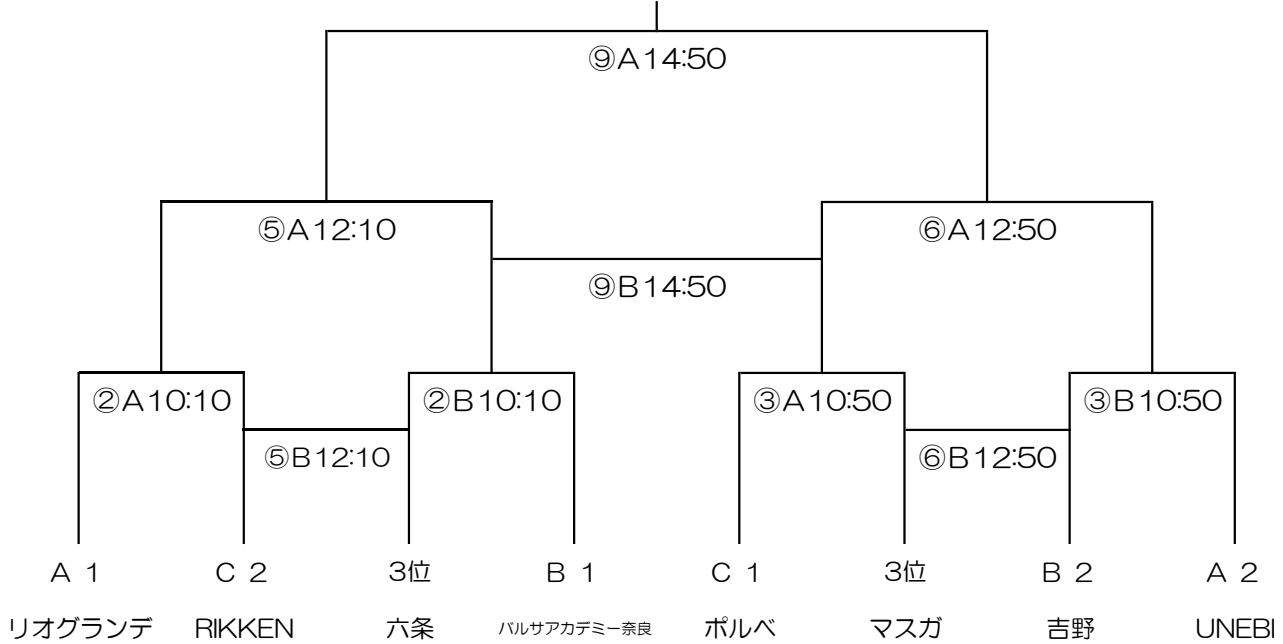 ⑨A14:50
⑤A12:10
⑥A12:50
⑨B14:50
②A10:10
②B10:10
③A10:50
③B10:50
⑤B12:10
⑥B12:50
A 1
C 2
3位
B 1
C 1
3位
B 2
A 2
リオグランデ
RIKKEN
六条
バルサアカデミー奈良
ポルベ
マスガ
吉野
UNEBI